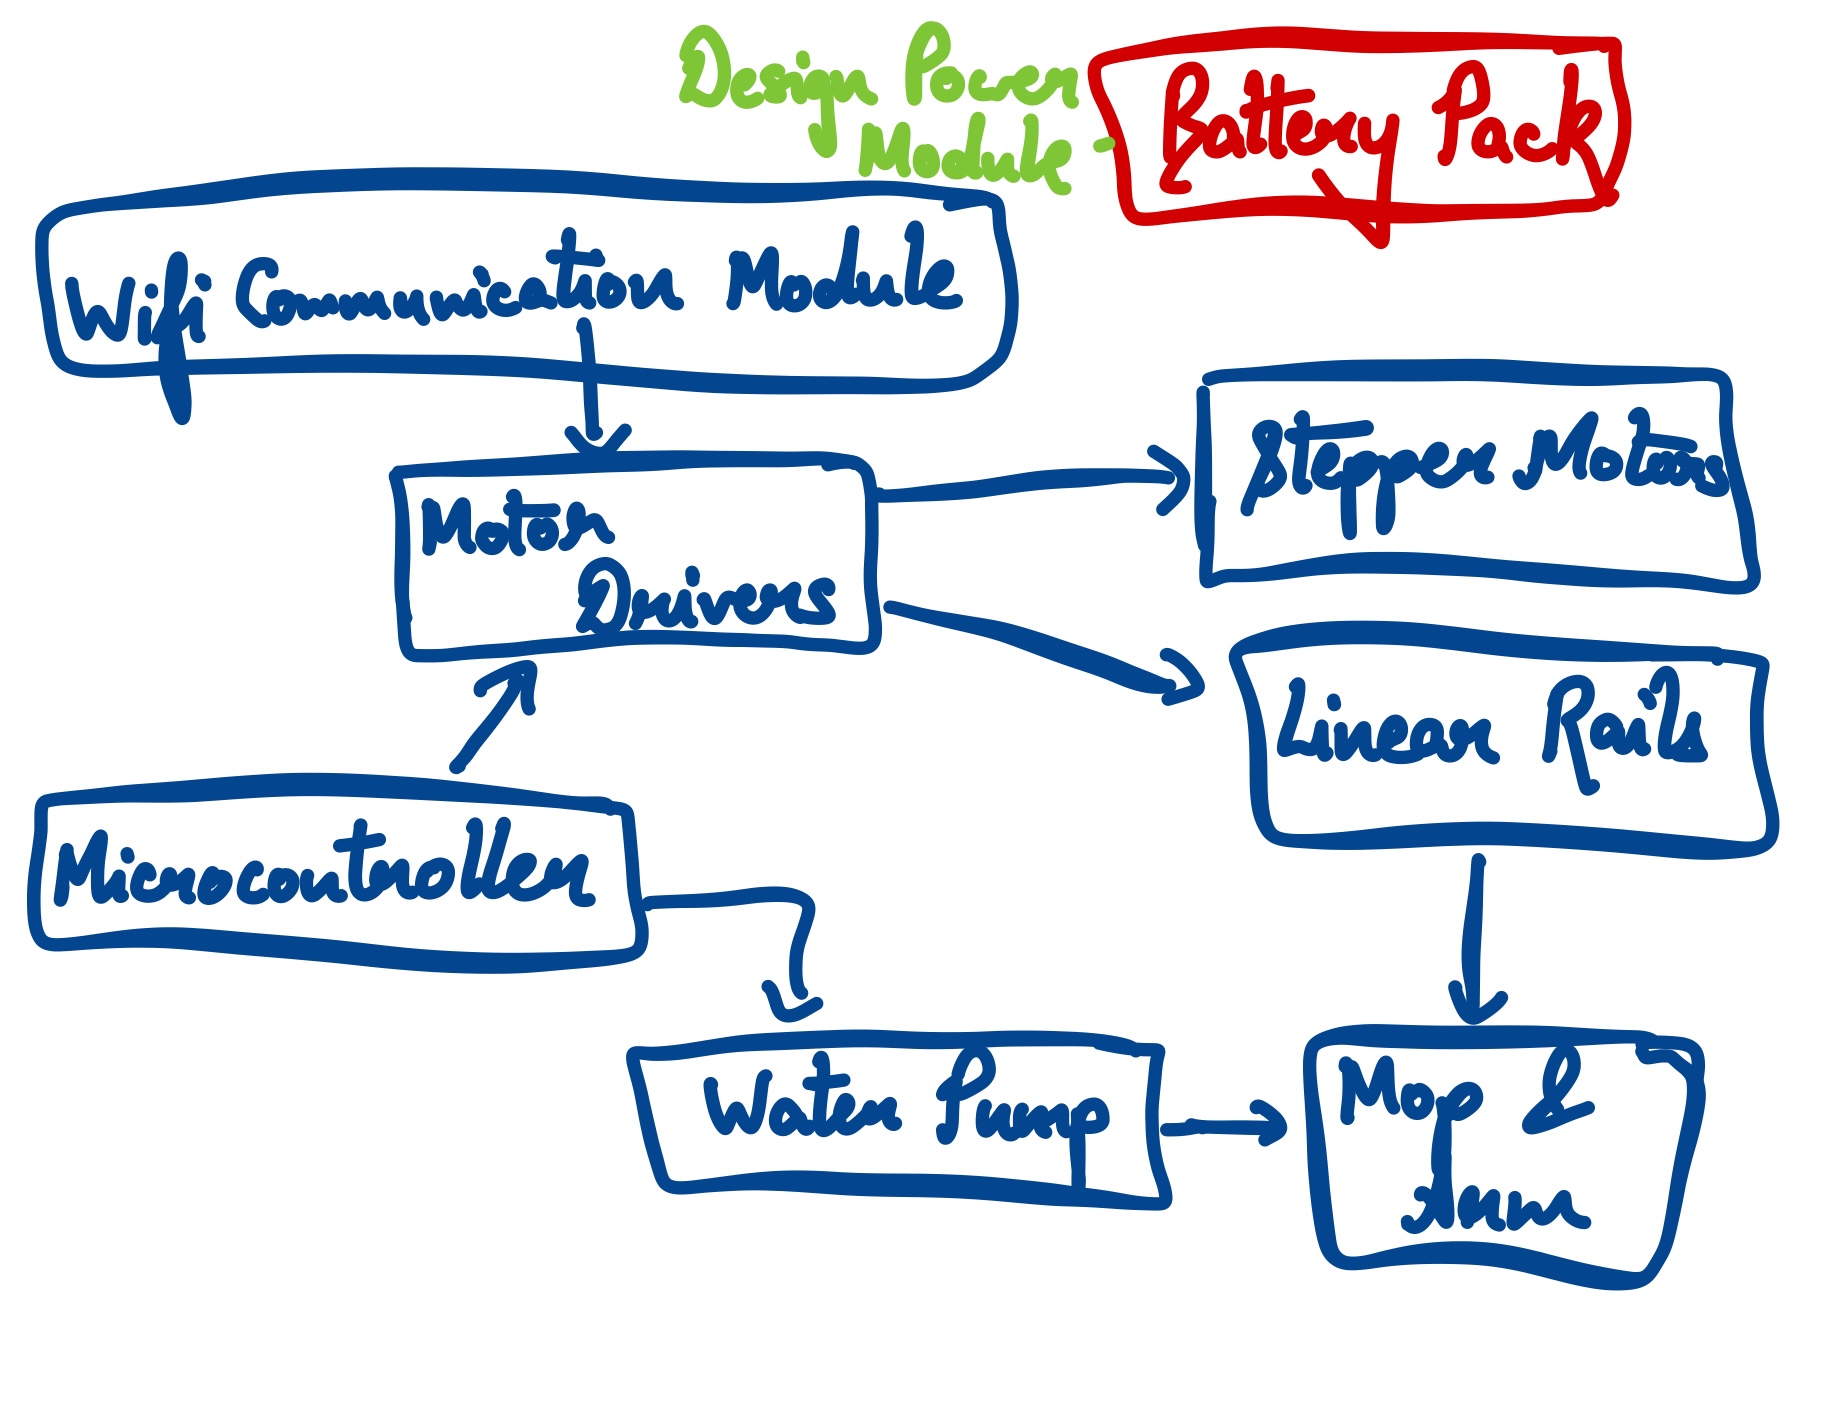 Design Power
Module -
Battery Pack
Wifi Communication Module
Motor
Drivers
Stepper Motors
Linear Rails
Microcontroller
Water Pump
Mop &
Arm